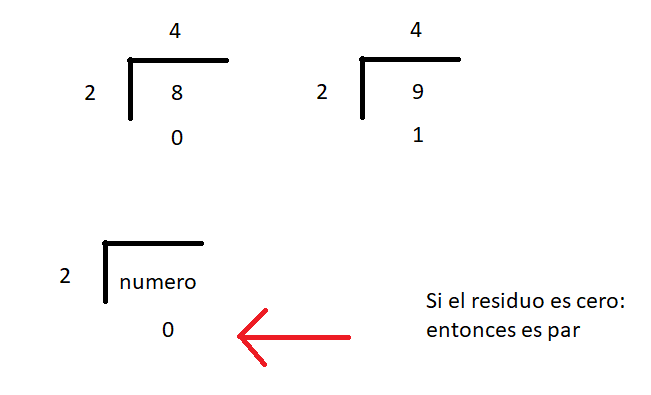 4
2 8
0
4
2 9
1
2 numero
0
Si el residuo es cero:
entonces es par